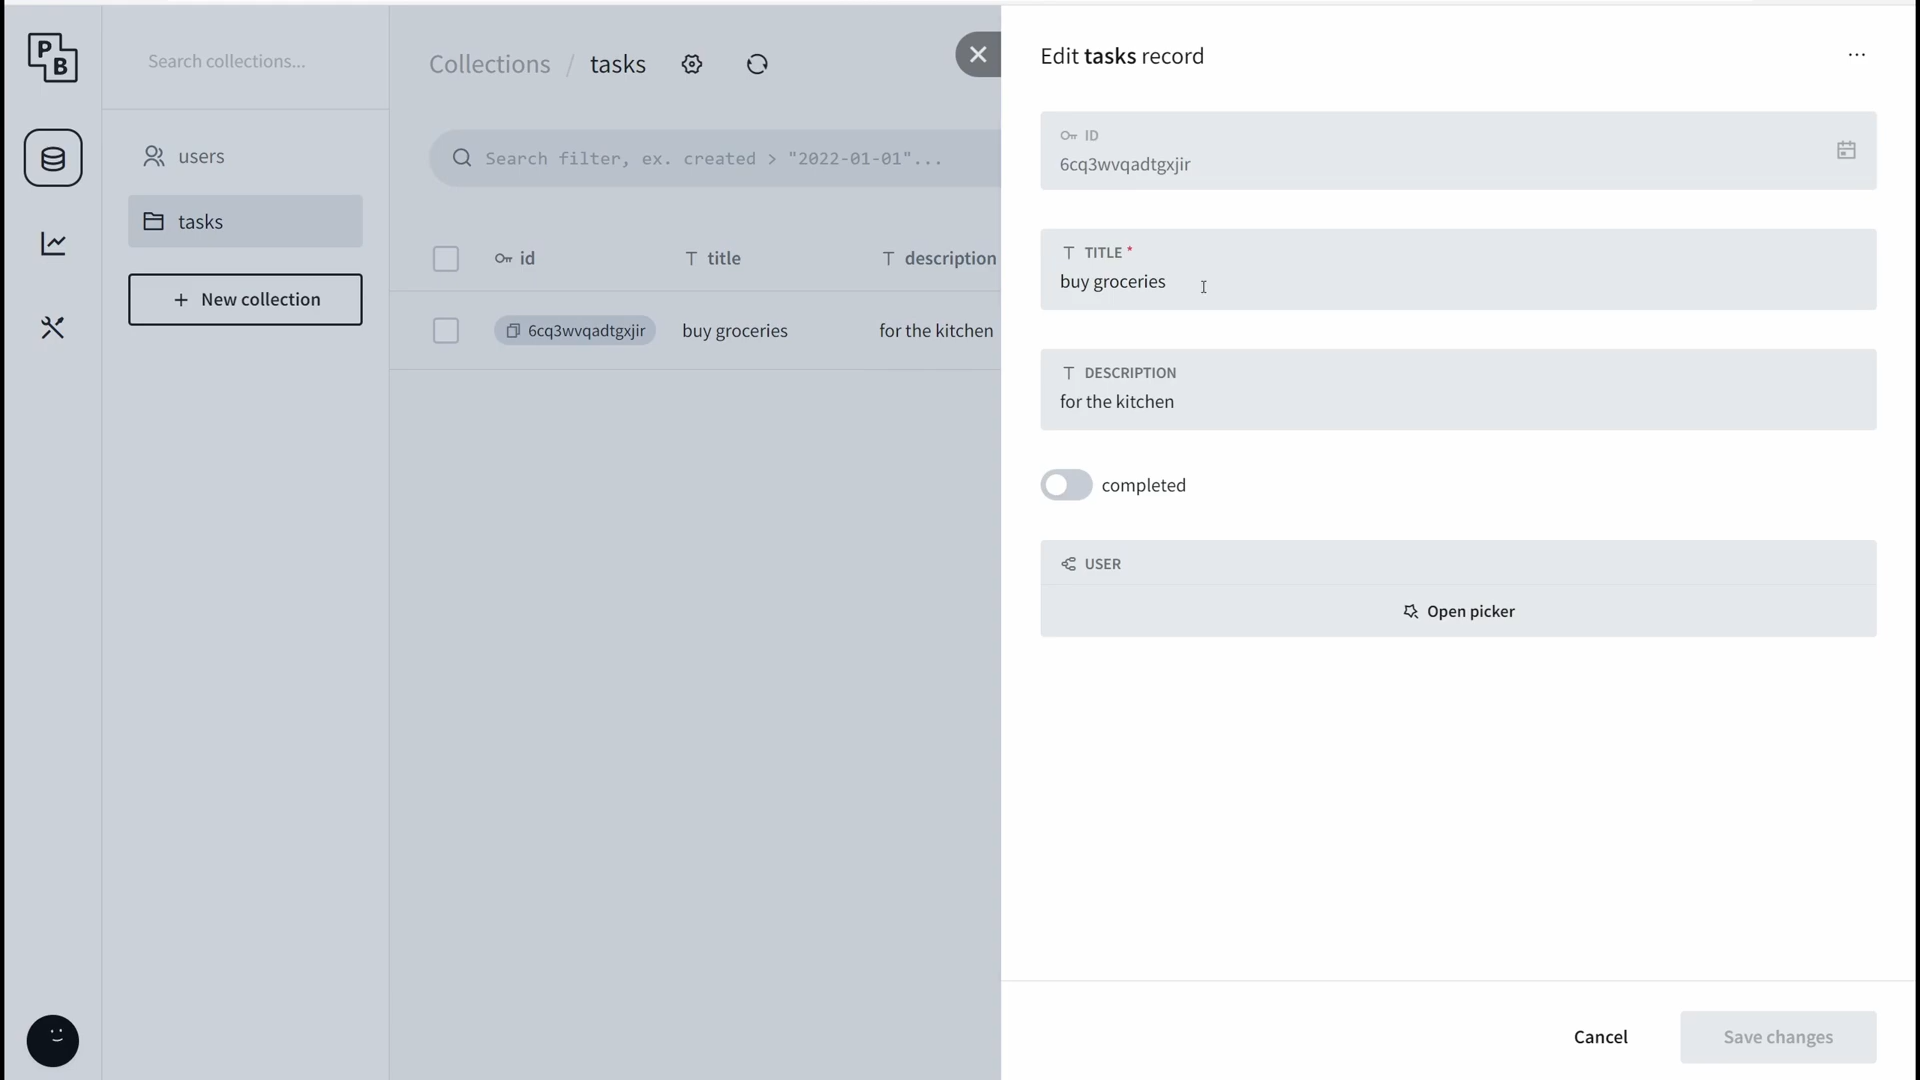 P
B
Search collections...
users
tasks
+ New collection
Collections / tasks
Search filter, ex. created > "2022-01-01"...
id title description
6cq3wvqadtgxjir buy groceries for the kitchen
Edit tasks record
ID
6cq3wvqadtgxjir
TITLE *
buy groceries
DESCRIPTION
for the kitchen
completed
USER
Open picker
Cancel Save changes